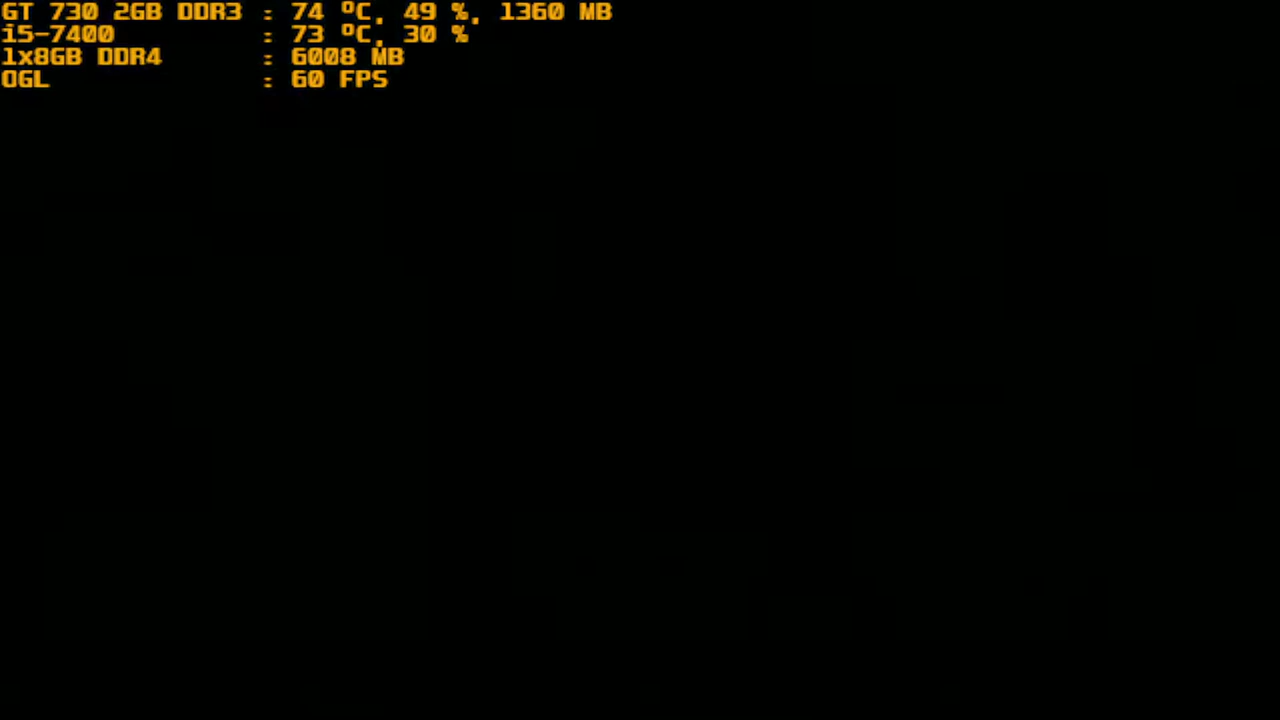 GT 730 2GB DDR3 : 74 ºC, 49 %, 1360 MB
i5-7400 : 73 ºC, 30 %
1x8GB DDR4 : 6008 MB
OGL : 60 FPS